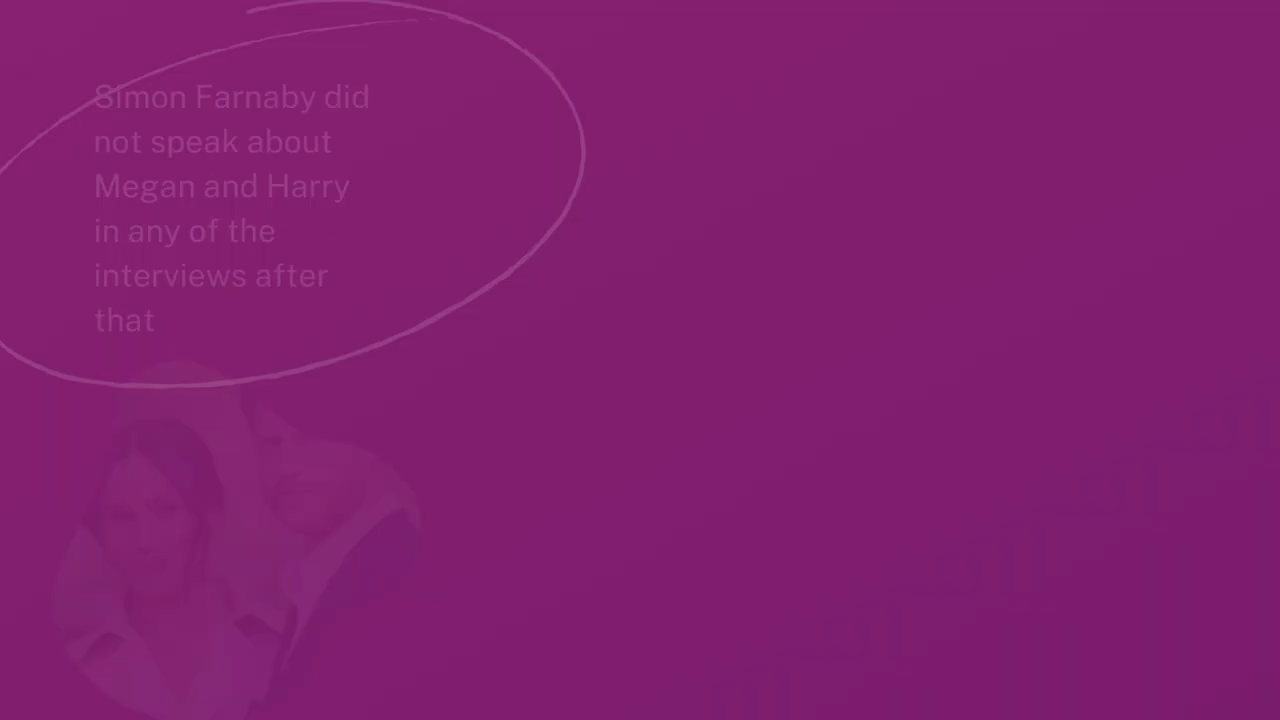 Simon Farnaby did
not speak about
Megan and Harry
in any of the
interviews after
that